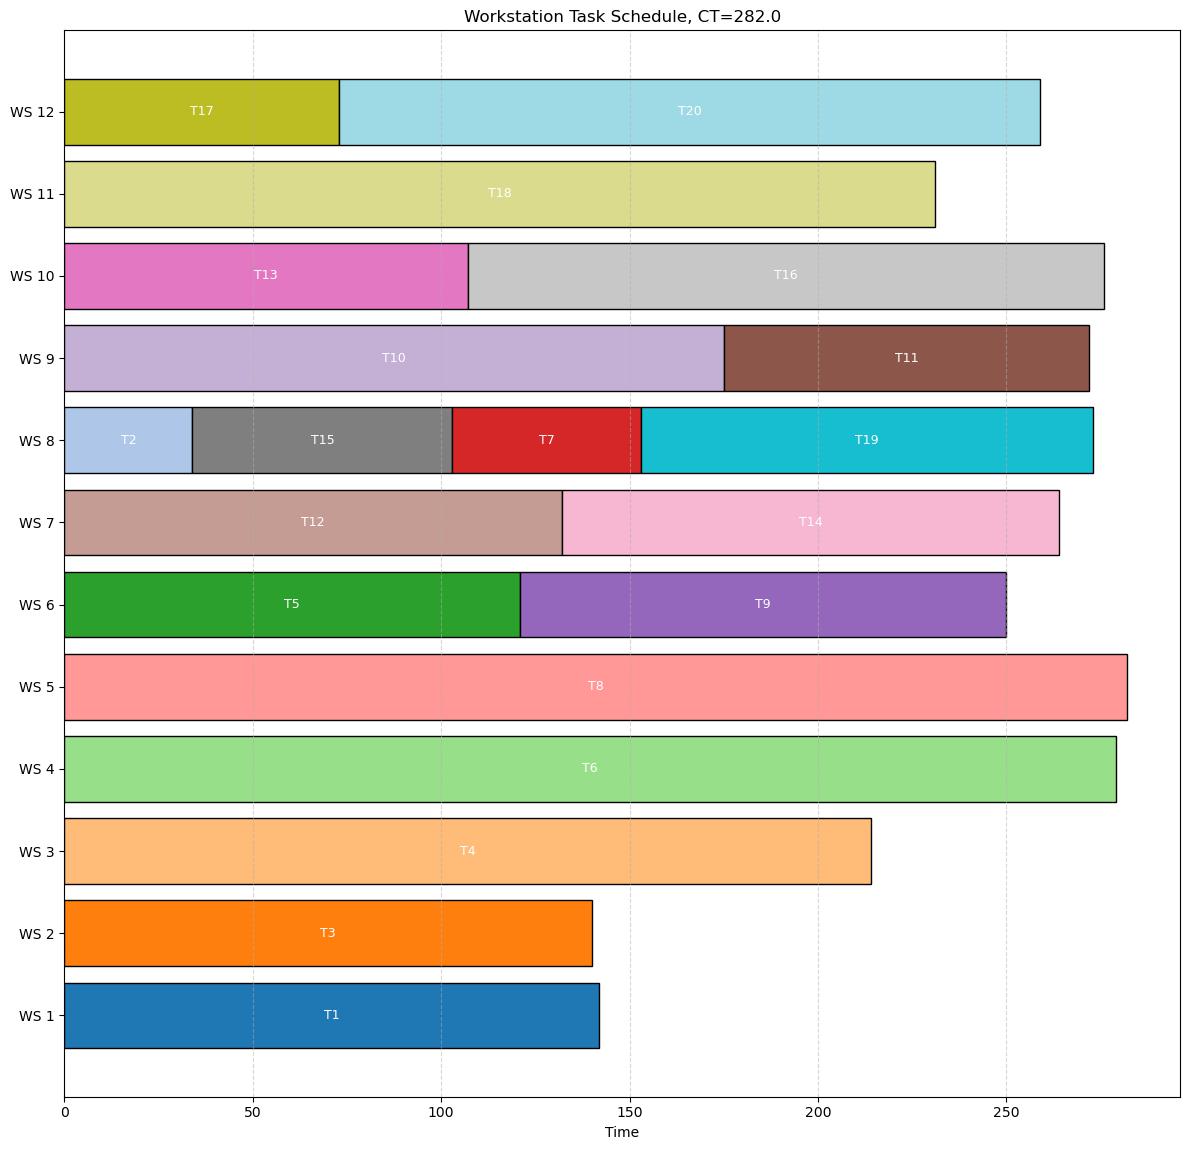 Workstation Task Schedule, CT=282.0
WS 12 T17 T20
WS 11 T18
WS 10 T13 T16
WS 9 T10 T11
WS 8 T2 T15 T7 T19
WS 7 T12 T14
WS 6 T5 T9
WS 5 T8
WS 4 T6
WS 3 T4
WS 2 T3
WS 1 T1
0 50 100 150 200 250
Time